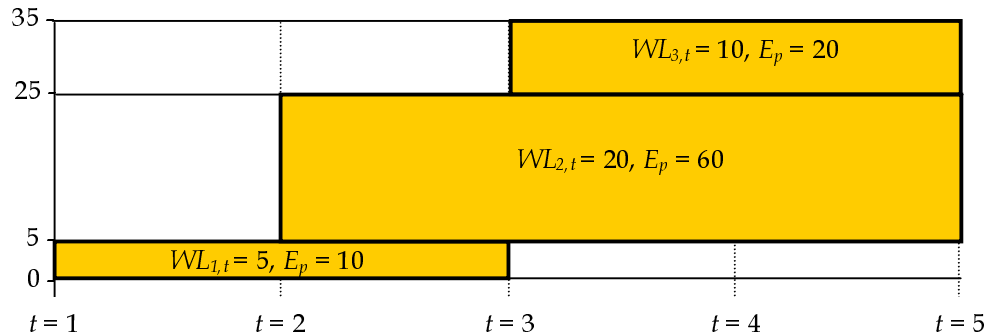 35
WL3,t = 10, Ep = 20
25
WL2,t = 20, Ep = 60
5
WL1,t = 5, Ep = 10
0
t = 1 t = 2 t = 3 t = 4 t = 5